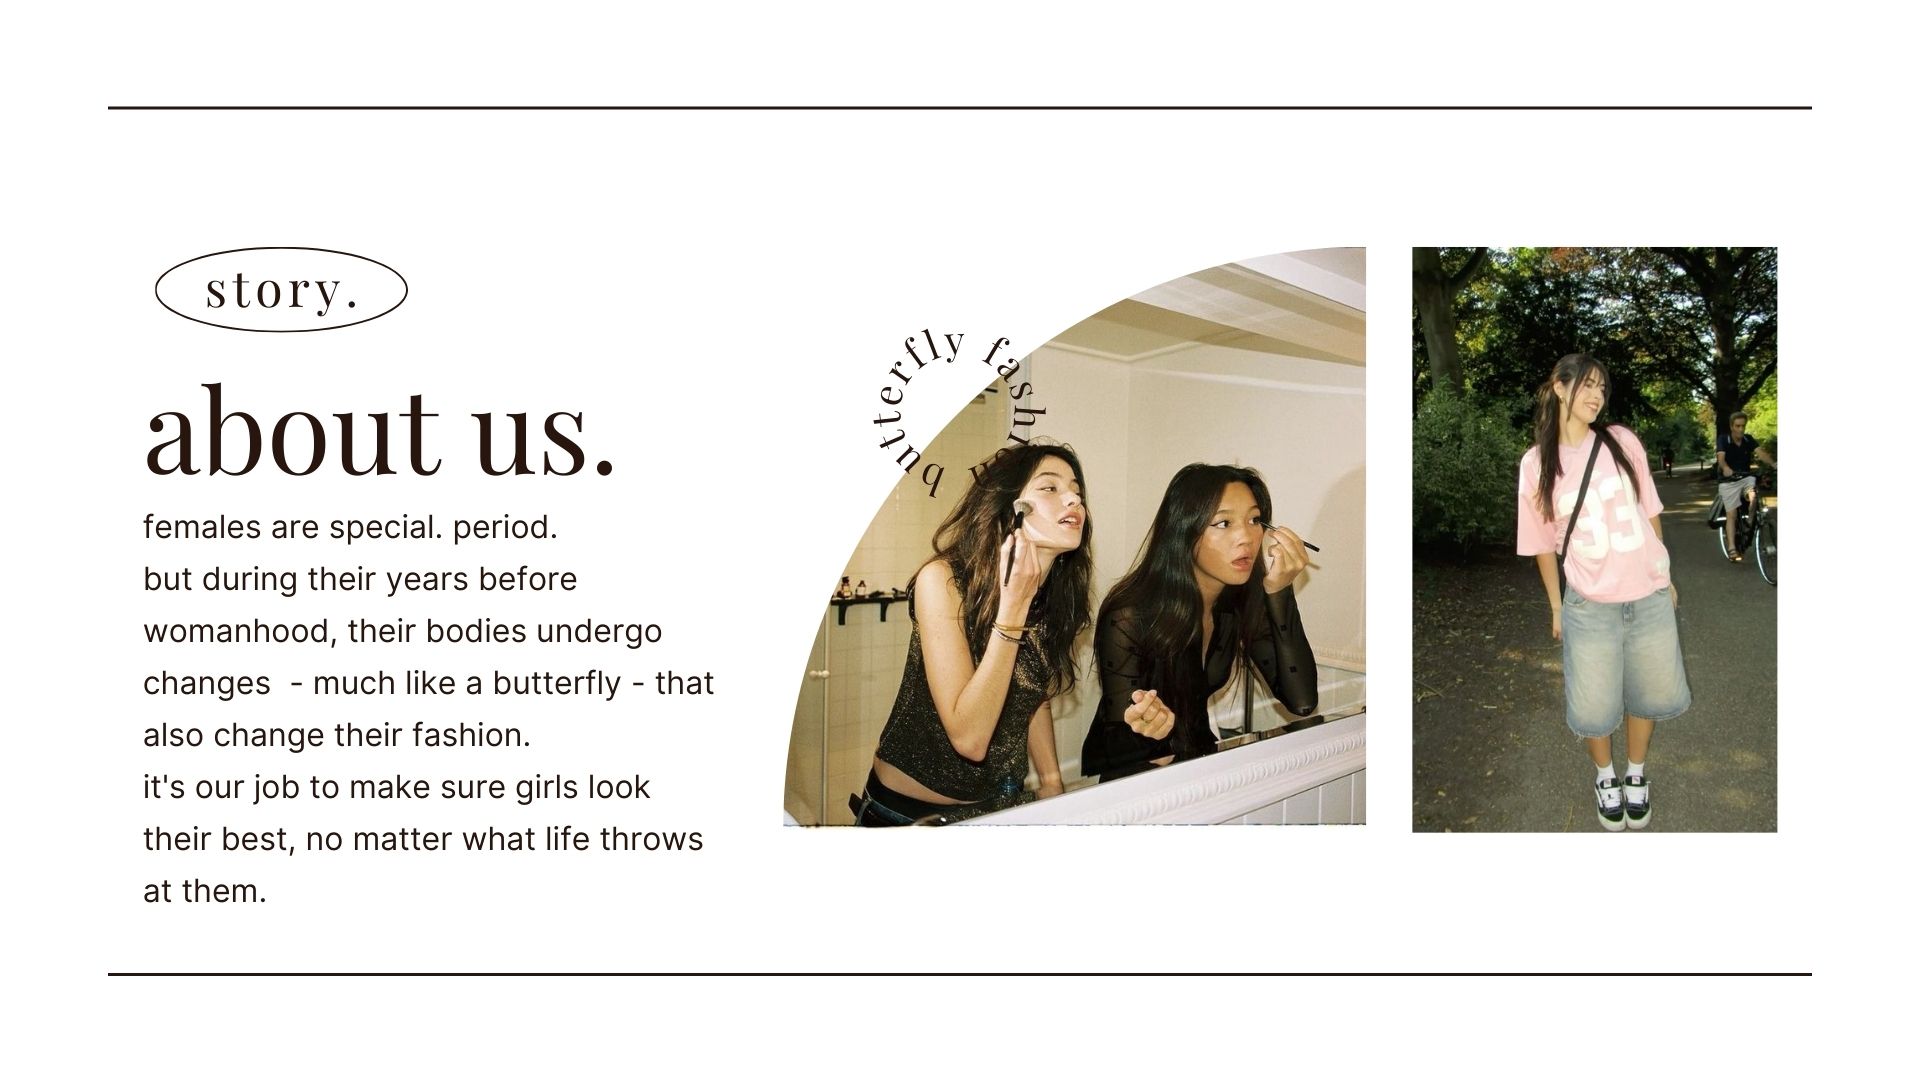 story.
about us.
females are special. period.
but during their years before
womanhood, their bodies undergo
changes  - much like a butterfly - that
also change their fashion.
it's our job to make sure girls look
their best, no matter what life throws
at them.
butterfly fashion
33